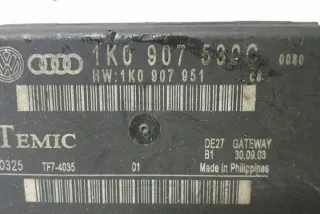 1K0 907 530C 0080
HW:1K0 907 951
TEMIC
DE27 GATEWAY
B1 30.09.03
0325 TF7-4035 01 Made in Philippines